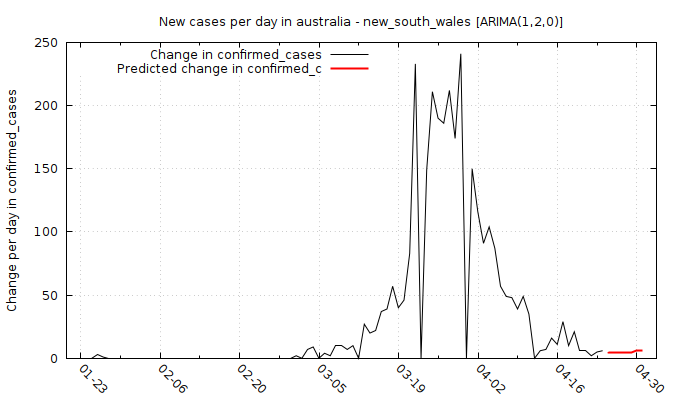 New cases per day in australia - new_south_wales [ARIMA(1,2,0)]
Change in confirmed_cases
Predicted change in confirmed_c
Change per day in confirmed_cases
250
200
150
100
50
0
01-23 02-06 02-20 03-05 03-19 04-02 04-16 04-30